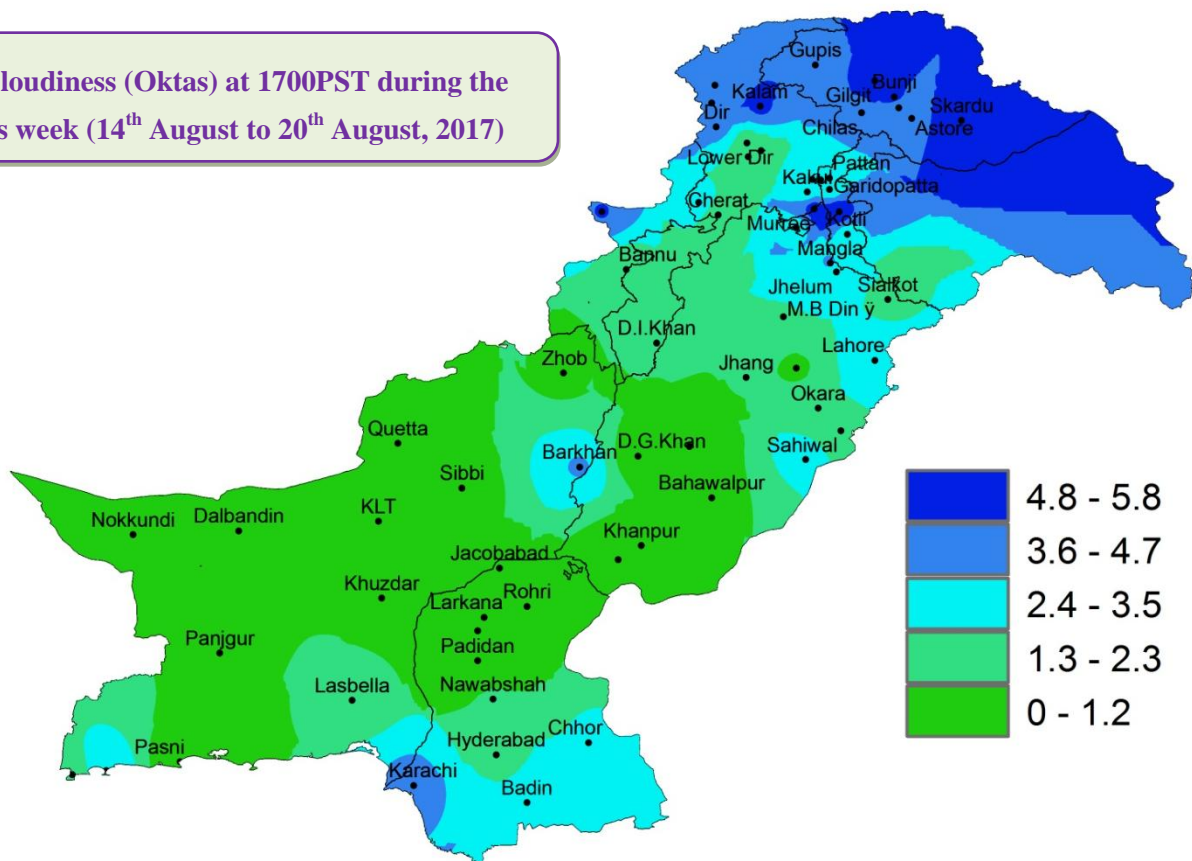 loudiness (Oktas) at 1700PST during the
s week (14th August to 20th August, 2017)
Gupis
Bunji
Kalam
Gilgit
Skardu
Dir
Chilas
Astore
Lower Dir
Pattan
Garidopatta
Cherat
Kotli
Murree
Mangla
Bannu
Jhelum
Sialkot
M.B Din ÿ
D.I.Khan
Lahore
Zhob
Jhang
Okara
Quetta
D.G.Khan
Barkhan
Sahiwal
Sibbi
Bahawalpur
Nokkundi
Dalbandin
KLT
Khanpur
Jacobabad
Khuzdar
Rohri
Larkana
Panjgur
Padidan
Lasbella
Nawabshah
Chhor
Pasni
Hyderabad
Karachi
Badin
4.8 - 5.8
3.6 - 4.7
2.4 - 3.5
1.3 - 2.3
0 - 1.2